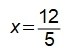 x = 12/5